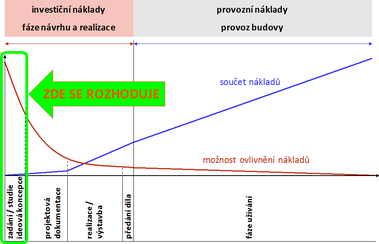 investiční náklady
fáze návrhu a realizace
provozní náklady
provoz budovy
součet nákladů
ZDE SE ROZHODUJE
možnost ovlivnění nákladů
zadání / studie
ideová koncepce
projektová
dokumentace
realizace /
výstavba
předání díla
fáze užívání